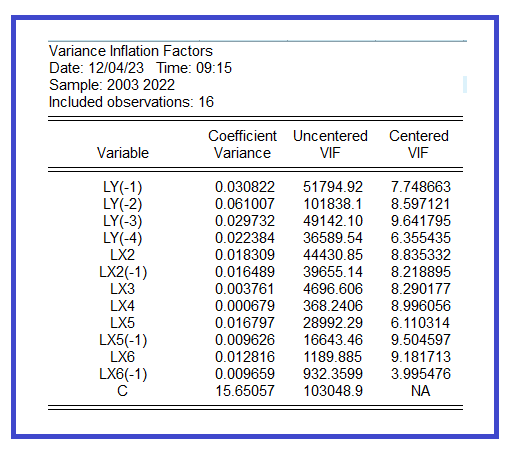 Variance Inflation Factors
Date: 12/04/23 Time: 09:15
Sample: 2003 2022
Included observations: 16
Coefficient Uncentered Centered
Variable Variance VIF VIF
LY(-1) 0.030822 51794.92 7.748663
LY(-2) 0.061007 101838.1 8.597121
LY(-3) 0.029732 49142.10 9.641795
LY(-4) 0.022384 36589.54 6.355435
LX2 0.018309 44430.85 8.835332
LX2(-1) 0.016489 39655.14 8.218895
LX3 0.003761 4696.606 8.290177
LX4 0.000679 368.2406 8.996056
LX5 0.016797 28992.29 6.110314
LX5(-1) 0.009626 16643.46 9.504597
LX6 0.012816 1189.885 9.181713
LX6(-1) 0.009659 932.3599 3.995476
C 15.65057 103048.9 NA